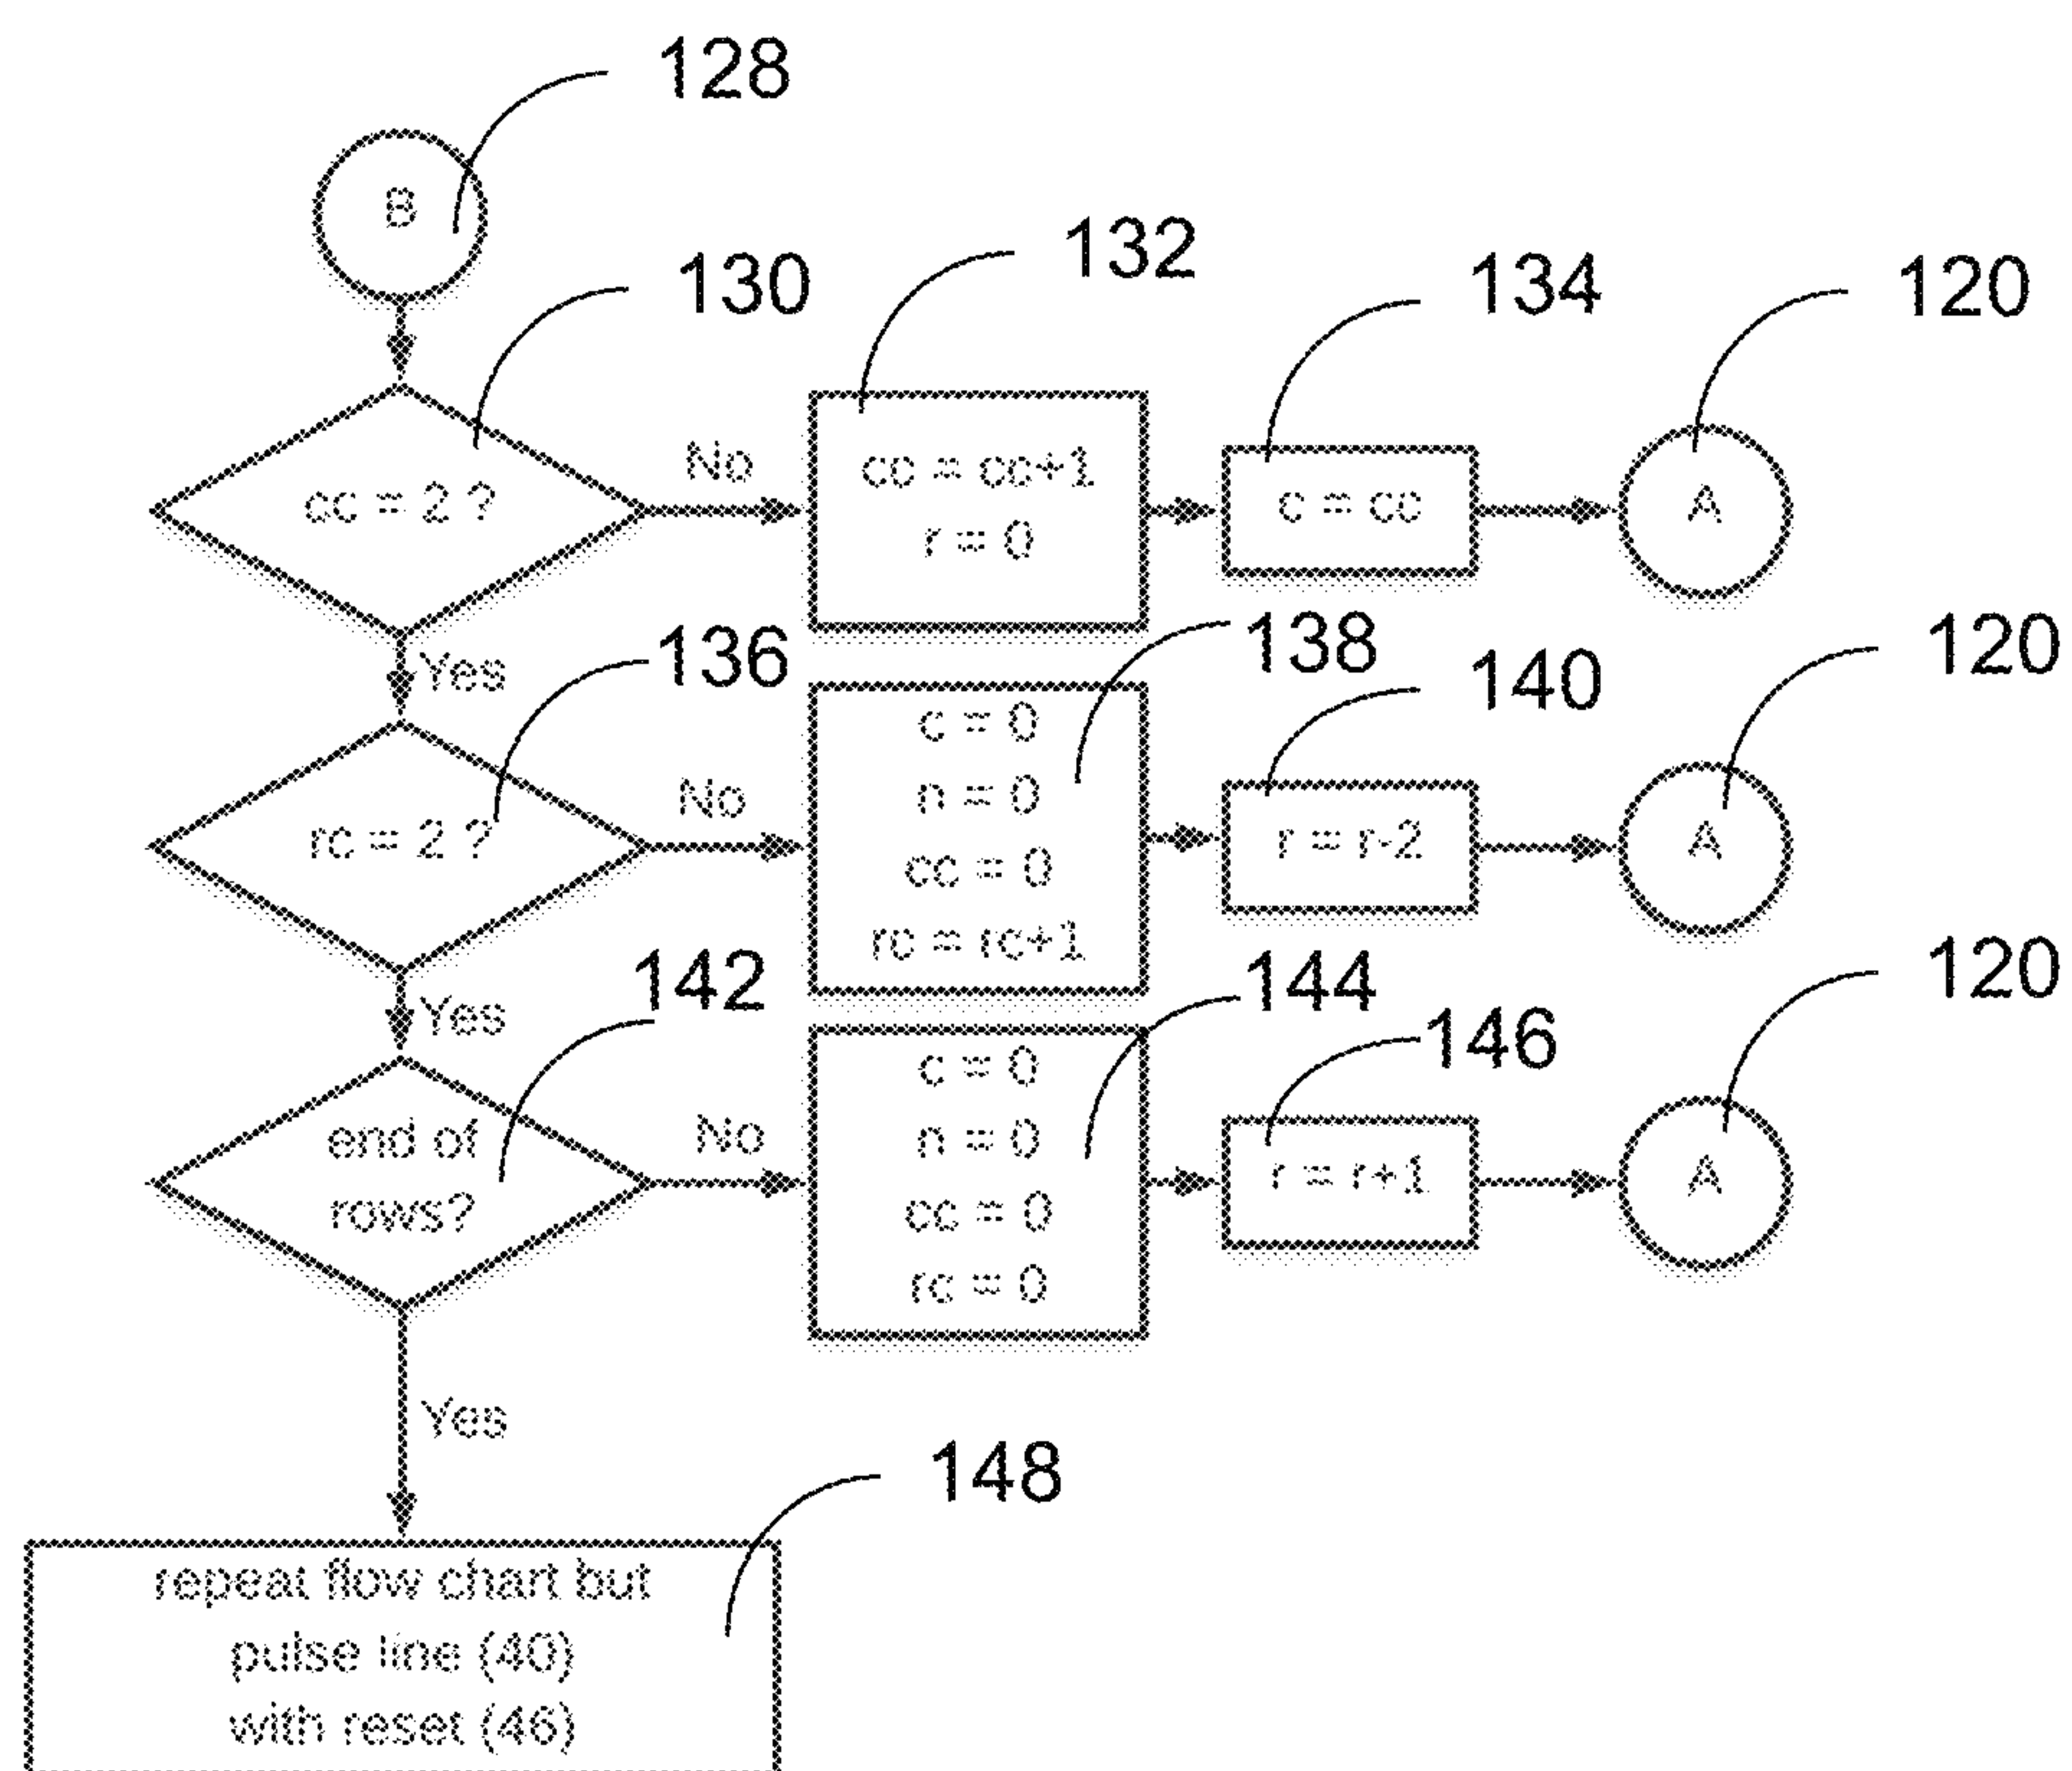 128
B
130
132
134
120
cc = 2 ?
No
cc = cc+1
r = 0
c = cc
A
Yes
136
138
140
120
rc = 2 ?
No
c = 0
n = 0
cc = 0
rc = rc+1
r = r-2
A
Yes
142
144
146
120
end of
rows?
No
c = 0
n = 0
cc = 0
rc = 0
r = r+1
A
Yes
148
repeat flow chart but
pulse line (40)
with reset (46)